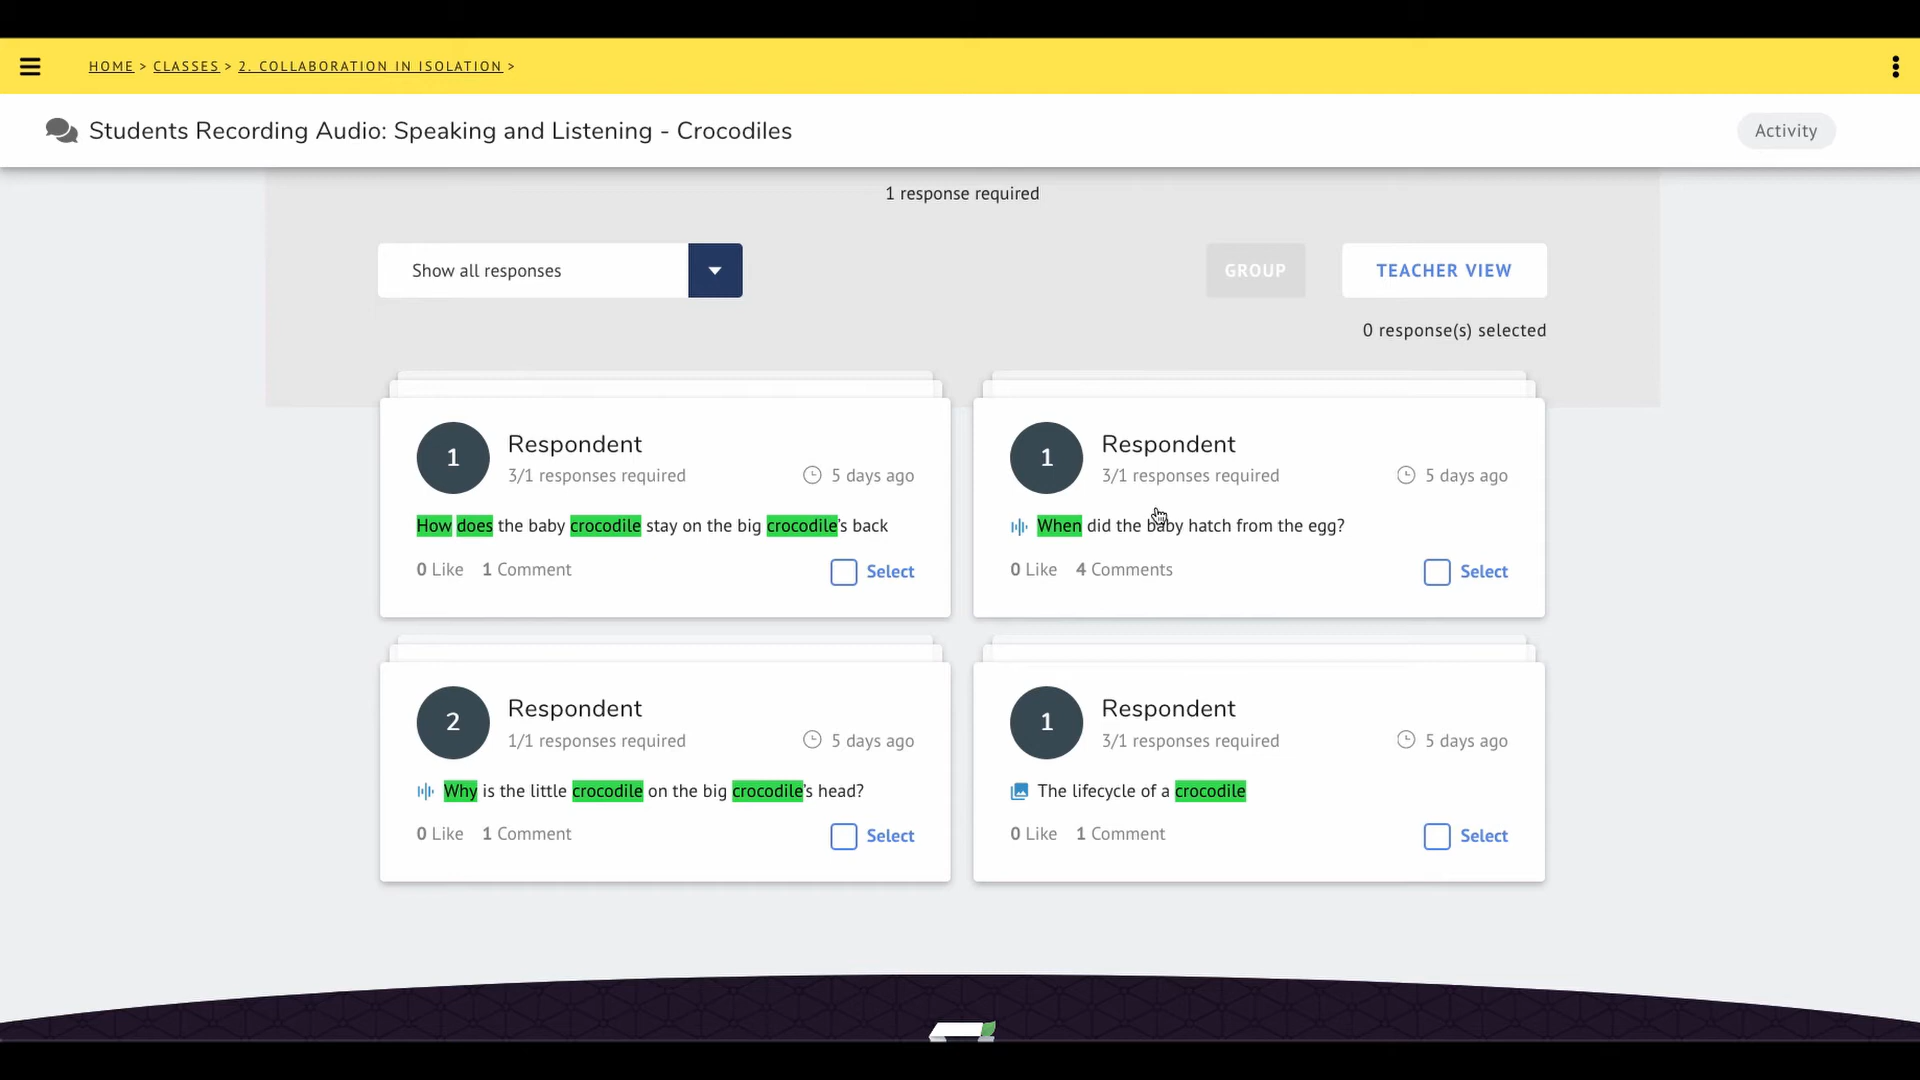 HOME > CLASSES > 2. COLLABORATION IN ISOLATION >
Students Recording Audio: Speaking and Listening - Crocodiles
Activity
1 response required
Show all responses
GROUP
TEACHER VIEW
0 response(s) selected
1
Respondent
3/1 responses required
5 days ago
How does the baby crocodile stay on the big crocodile's back
0 Like 1 Comment
Select
1
Respondent
3/1 responses required
5 days ago
When did the baby hatch from the egg?
0 Like 4 Comments
Select
2
Respondent
1/1 responses required
5 days ago
Why is the little crocodile on the big crocodile's head?
0 Like 1 Comment
Select
1
Respondent
3/1 responses required
5 days ago
The lifecycle of a crocodile
0 Like 1 Comment
Select